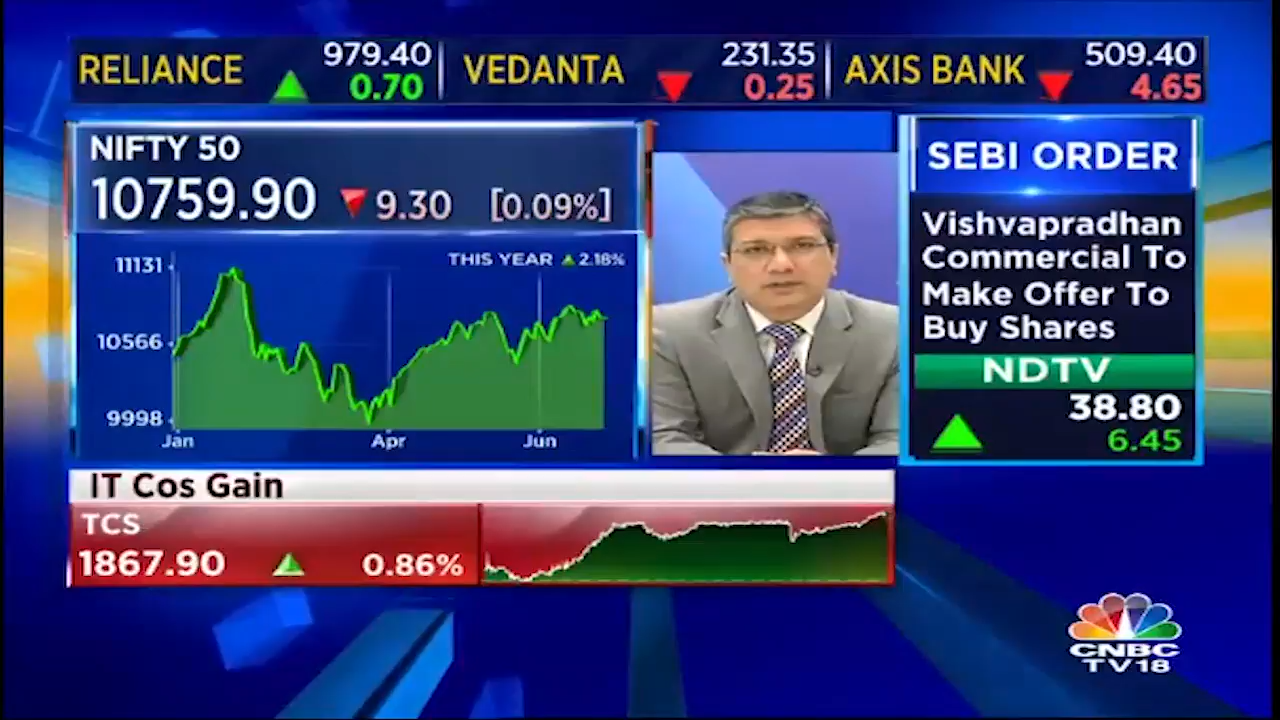 RELIANCE
979.40
0.70
VEDANTA
231.35
0.25
AXIS BANK
509.40
4.65
NIFTY 50
10759.90 9.30 [0.09%]
THIS YEAR 2.18%
11131
10566
9998
Jan Apr Jun
SEBI ORDER
Vishvapradhan
Commercial To
Make Offer To
Buy Shares
NDTV
38.80
6.45
IT Cos Gain
TCS
1867.90 0.86%
CNBC
TV18